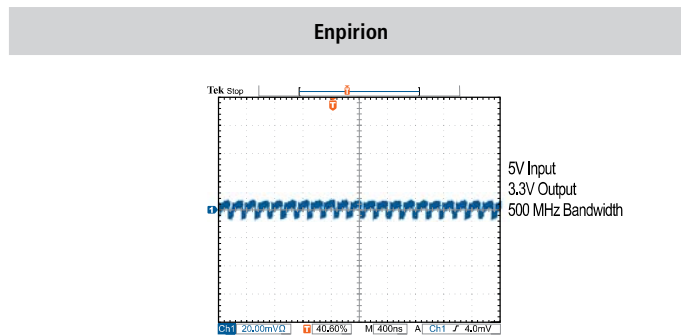 Enpirion
Tek Stop
T
T
5V Input
3.3V Output
500 MHz Bandwidth
1
Ch1 20.00mVΩ T 40.60% M 400ns A Ch1 ƒ 4.0mV